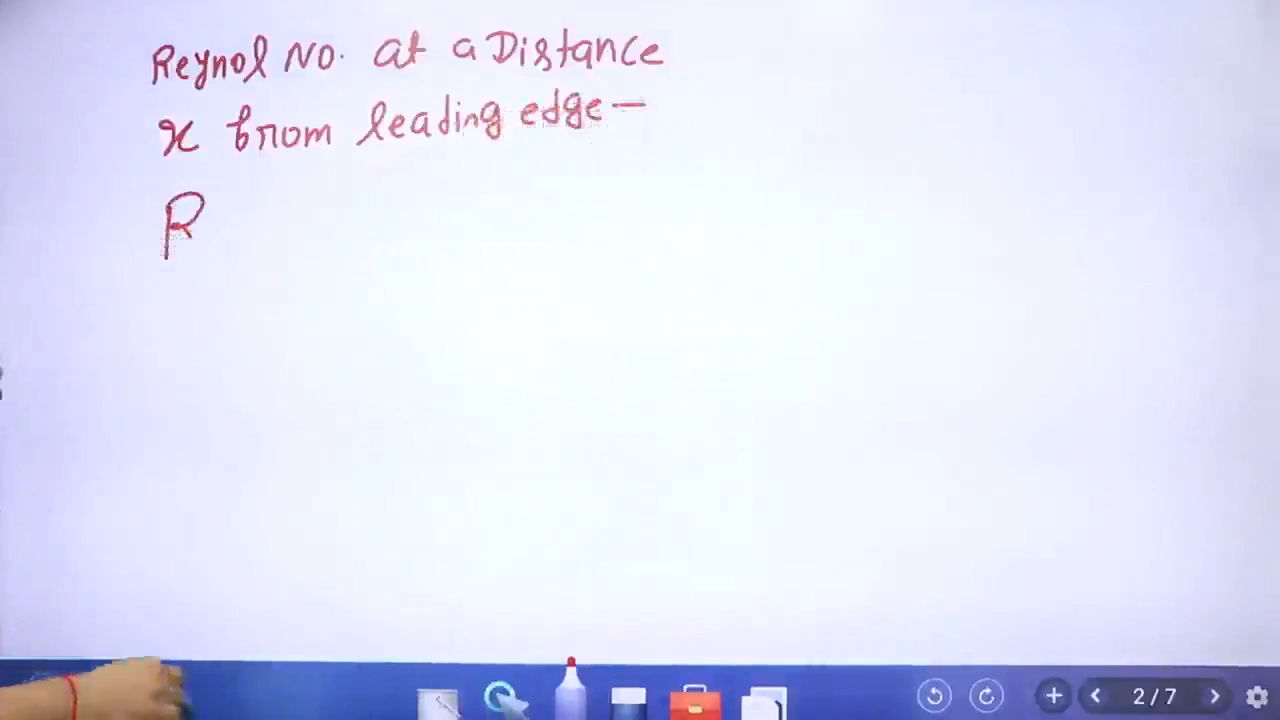 Reynol No. at a Distance
x from leading edge —
R
2/7